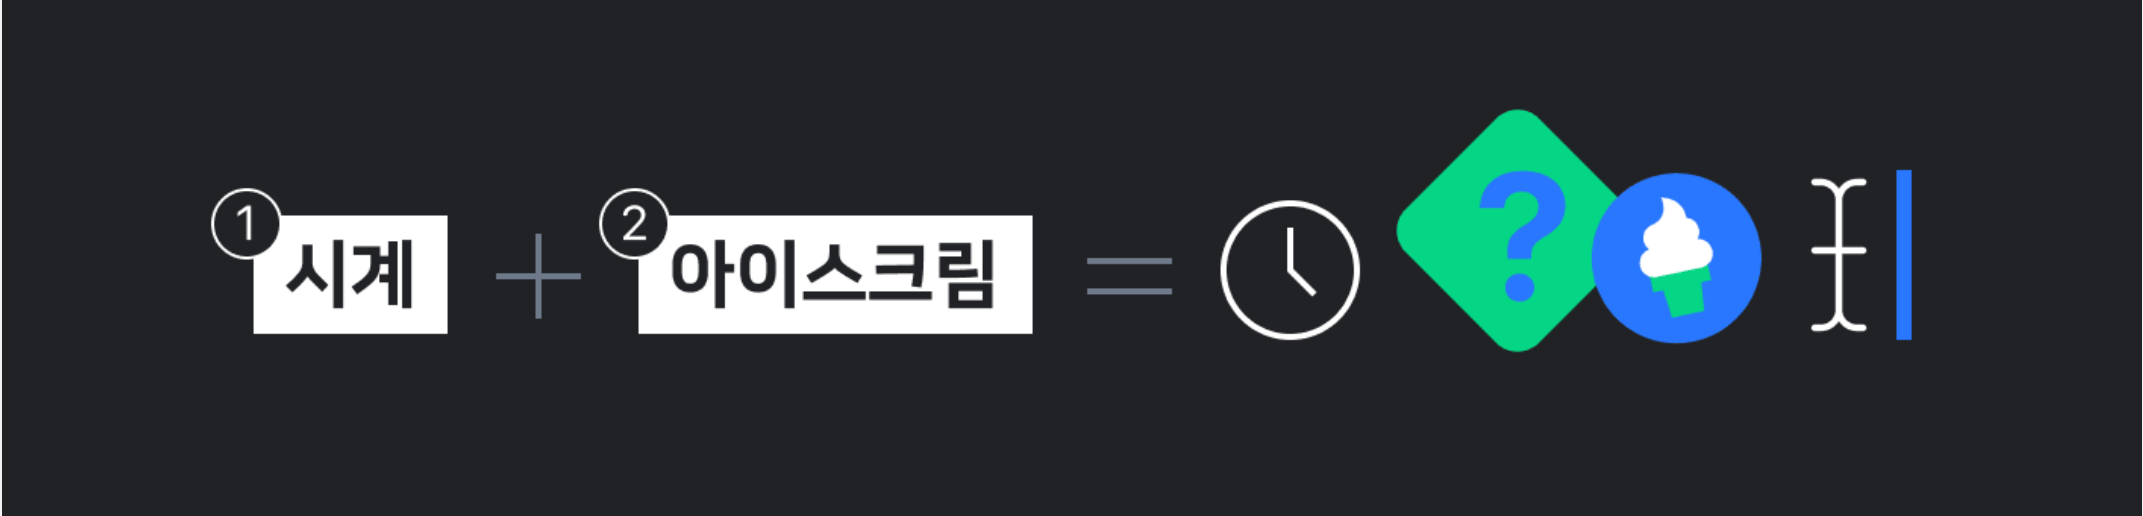 ① 시계 + ② 아이스크림 = ?